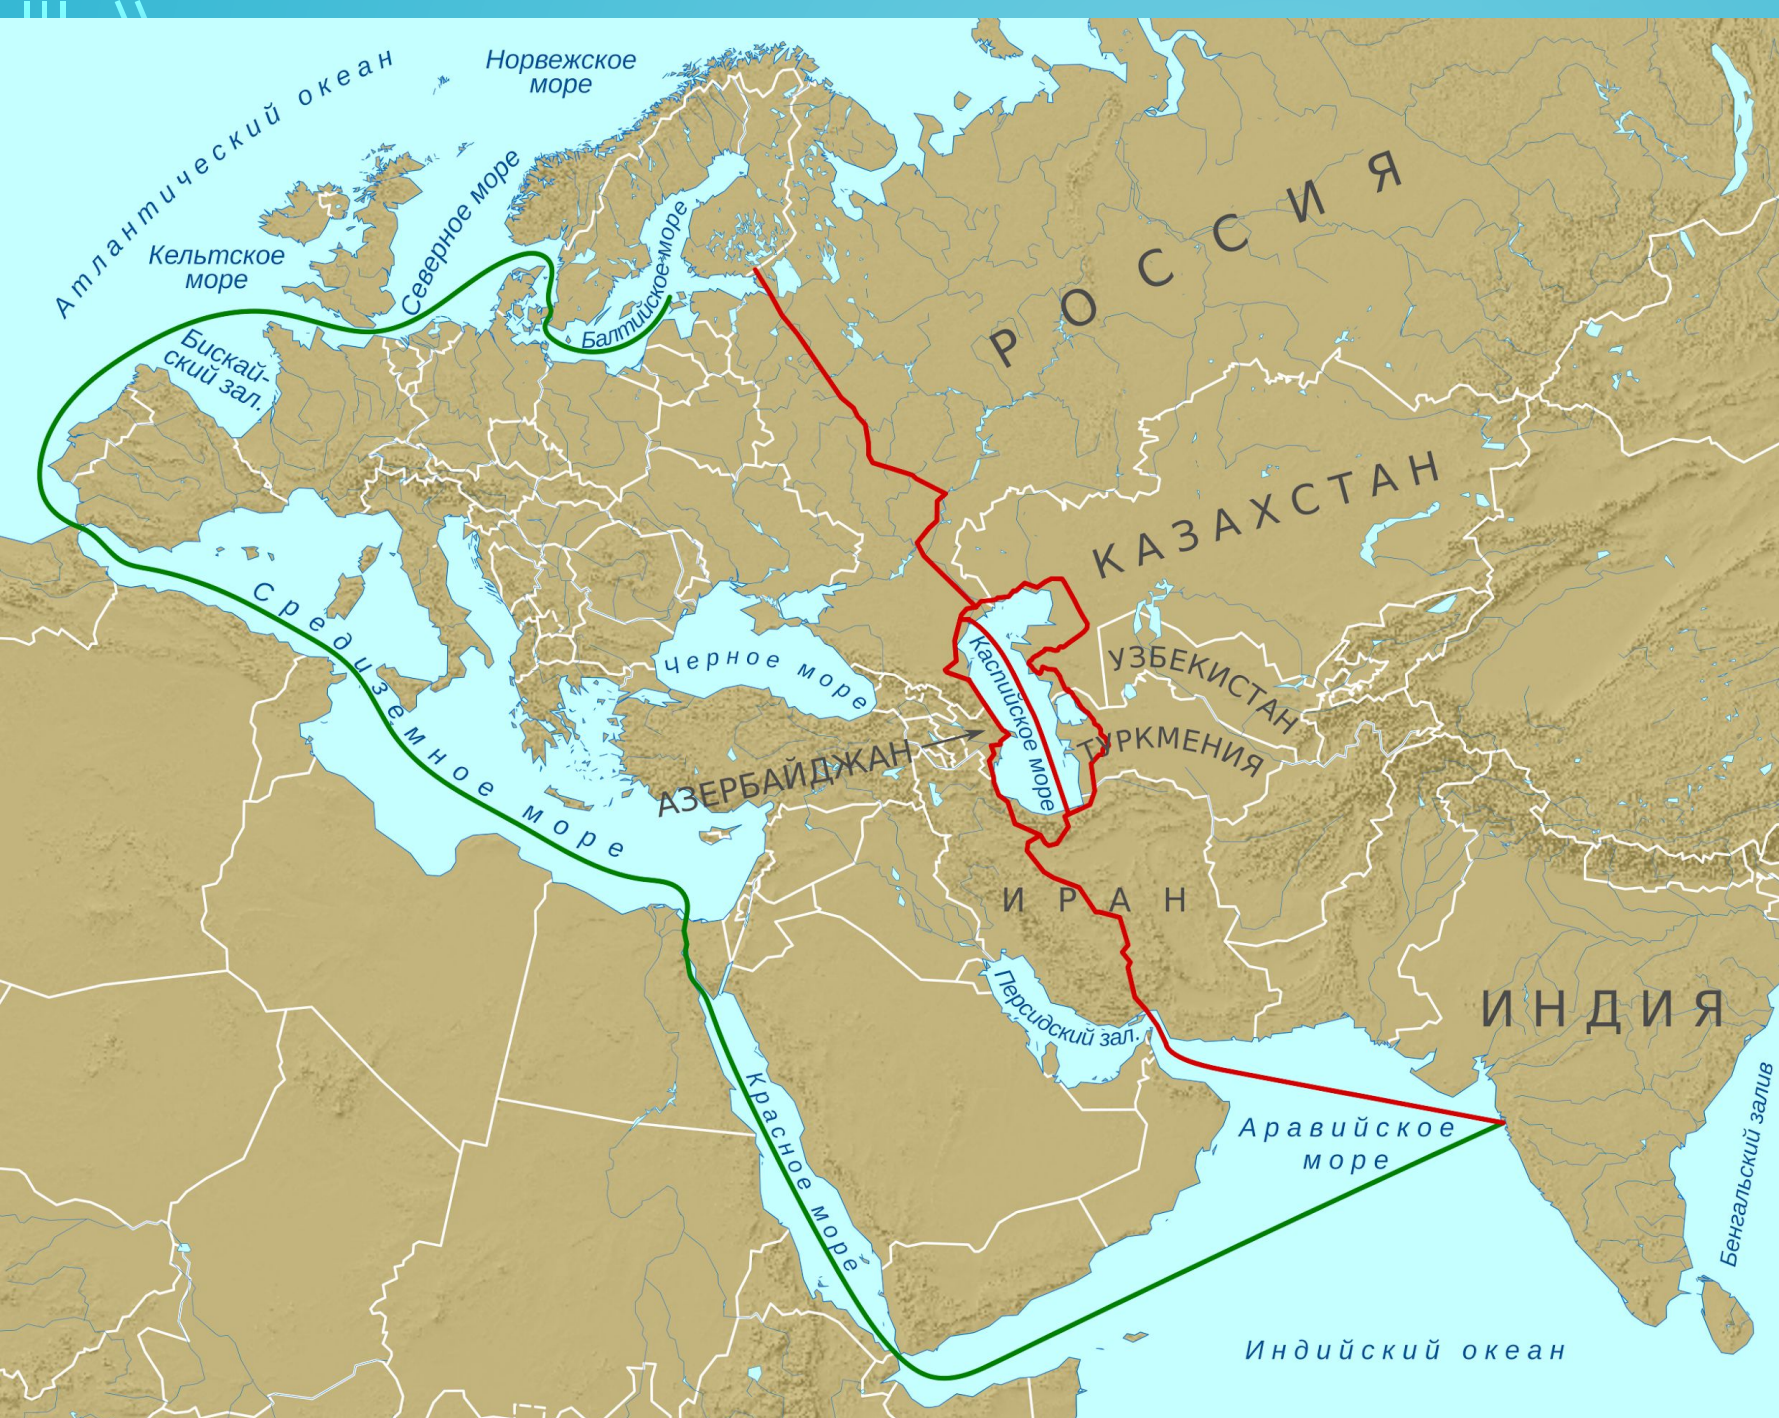 Норвежское
море
Атлантический океан
Северное море
Кельтское
море
Балтийское море
Бискай-
ский зал.
РОССИЯ
КАЗАХСТАН
Средиземное море
Черное море
Каспийское море
УЗБЕКИСТАН
ТУРКМЕНИЯ
АЗЕРБАЙДЖАН
ИРАН
Персидский зал.
ИНДИЯ
Красное море
Аравийское
море
Бенгальский залив
Индийский океан